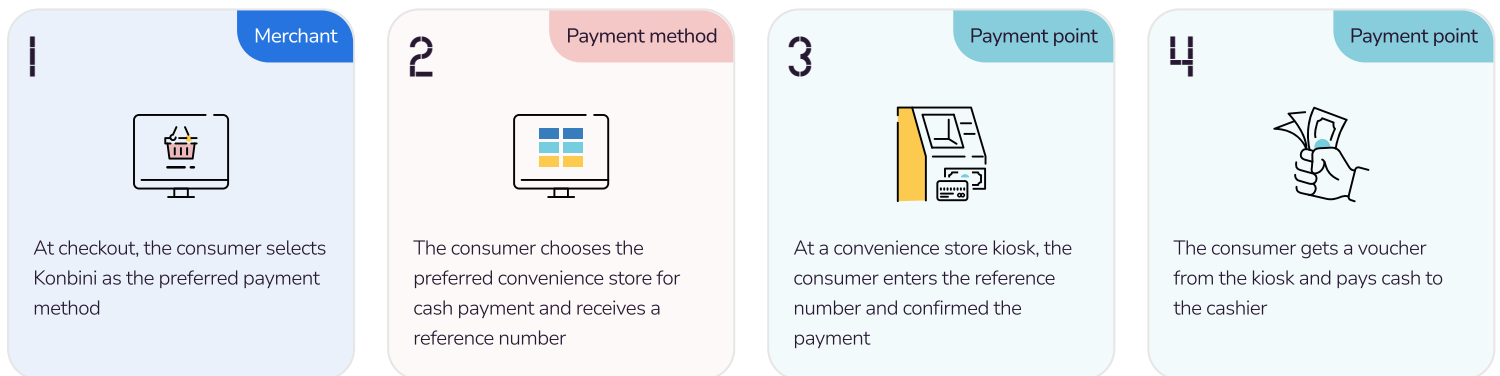 1
Merchant
At checkout, the consumer selects
Konbini as the preferred payment
method
2
Payment method
The consumer chooses the
preferred convenience store for
cash payment and receives a
reference number
3
Payment point
At a convenience store kiosk, the
consumer enters the reference
number and confirmed the
payment
4
Payment point
The consumer gets a voucher
from the kiosk and pays cash to
the cashier